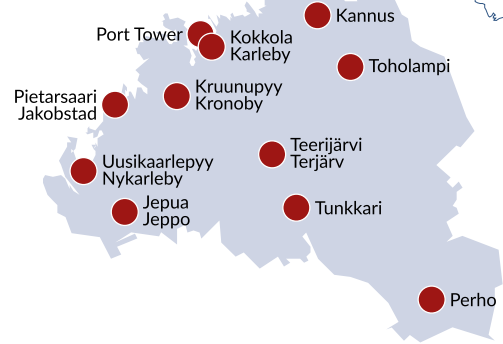 Kannus
Port Tower
Kokkola
Karleby
Toholampi
Kruunupyy
Kronoby
Pietarsaari
Jakobstad
Teerijärvi
Terjärv
Uusikaarlepyy
Nykarleby
Jepua
Jeppo
Tunkkari
Perho